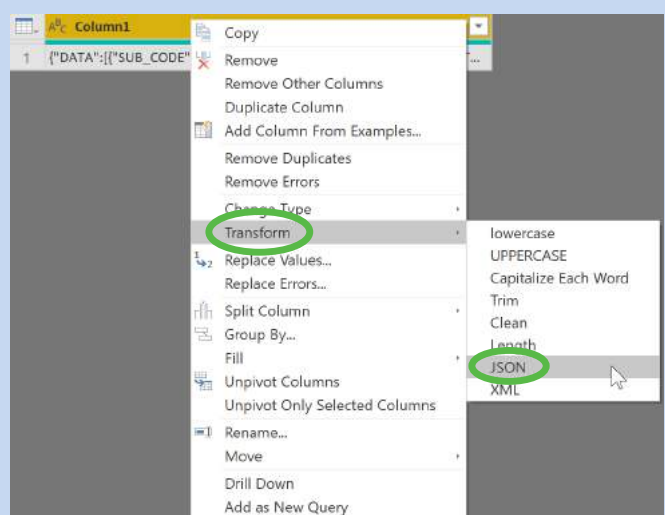 ABC Column1
1 {"DATA":[{"SUB_CODE" T...
Copy
Remove
Remove Other Columns
Duplicate Column
Add Column From Examples...
Remove Duplicates
Remove Errors
Change Type
Transform
Replace Values...
Replace Errors...
Split Column
Group By...
Fill
Unpivot Columns
Unpivot Only Selected Columns
Rename...
Move
Drill Down
Add as New Query
lowercase
UPPERCASE
Capitalize Each Word
Trim
Clean
Length
JSON
XML